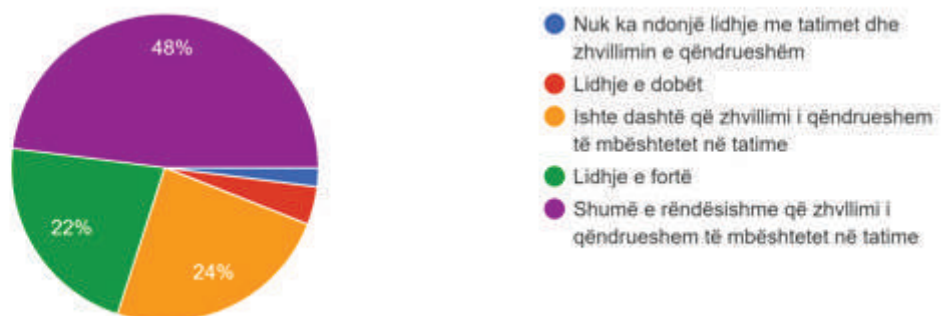 48%
22%
24%
Nuk ka ndonjë lidhje me tatimet dhe
zhvillimin e qëndrueshëm
Lidhje e dobët
Ishte dashtë që zhvillimi i qëndrueshem
të mbështetet në tatime
Lidhje e fortë
Shumë e rëndësishme që zhvllimi i
qëndrueshem të mbështetet në tatime